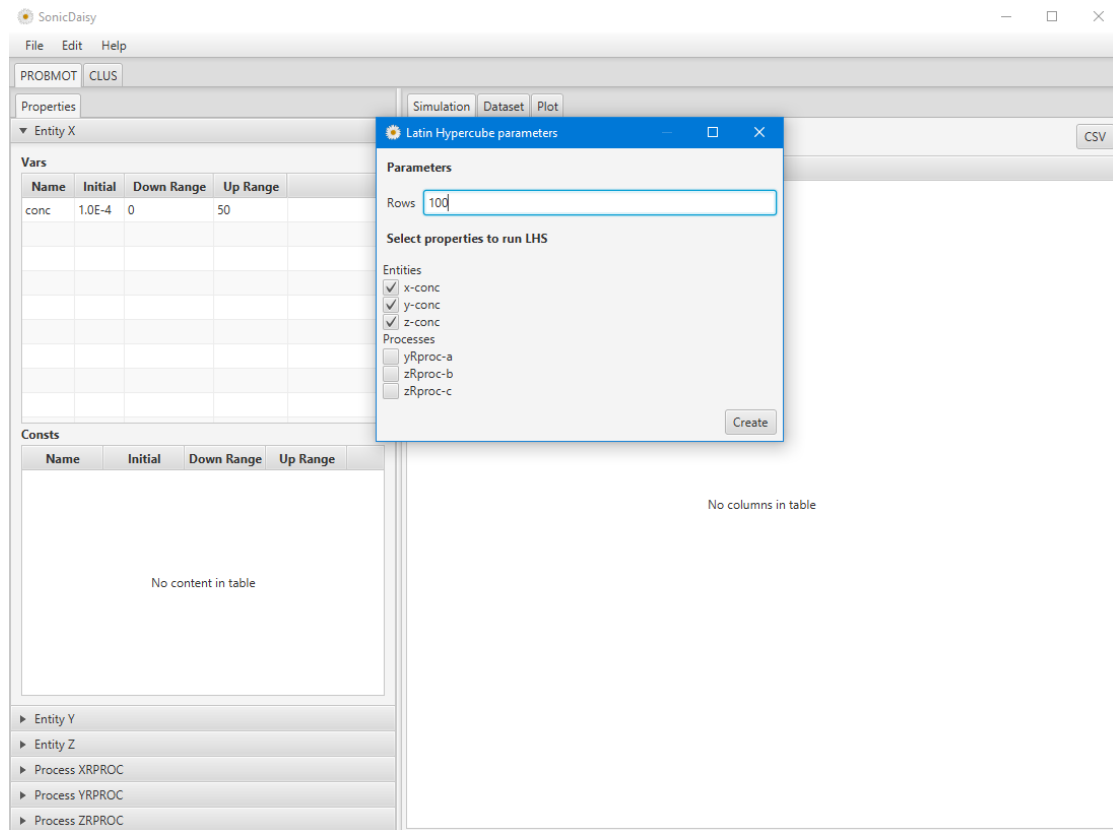 SonicDaisy
File Edit Help
PROBMOT CLUS
Properties
Simulation Dataset Plot
Entity X
Latin Hypercube parameters
CSV
Vars
Name Initial Down Range Up Range
conc 1.0E-4 0 50
Parameters
Rows 100
Select properties to run LHS
Entities
x-conc
y-conc
z-conc
Processes
yRproc-a
zRproc-b
zRproc-c
Create
Consts
Name Initial Down Range Up Range
No content in table
No columns in table
Entity Y
Entity Z
Process XRPROC
Process YRPROC
Process ZRPROC